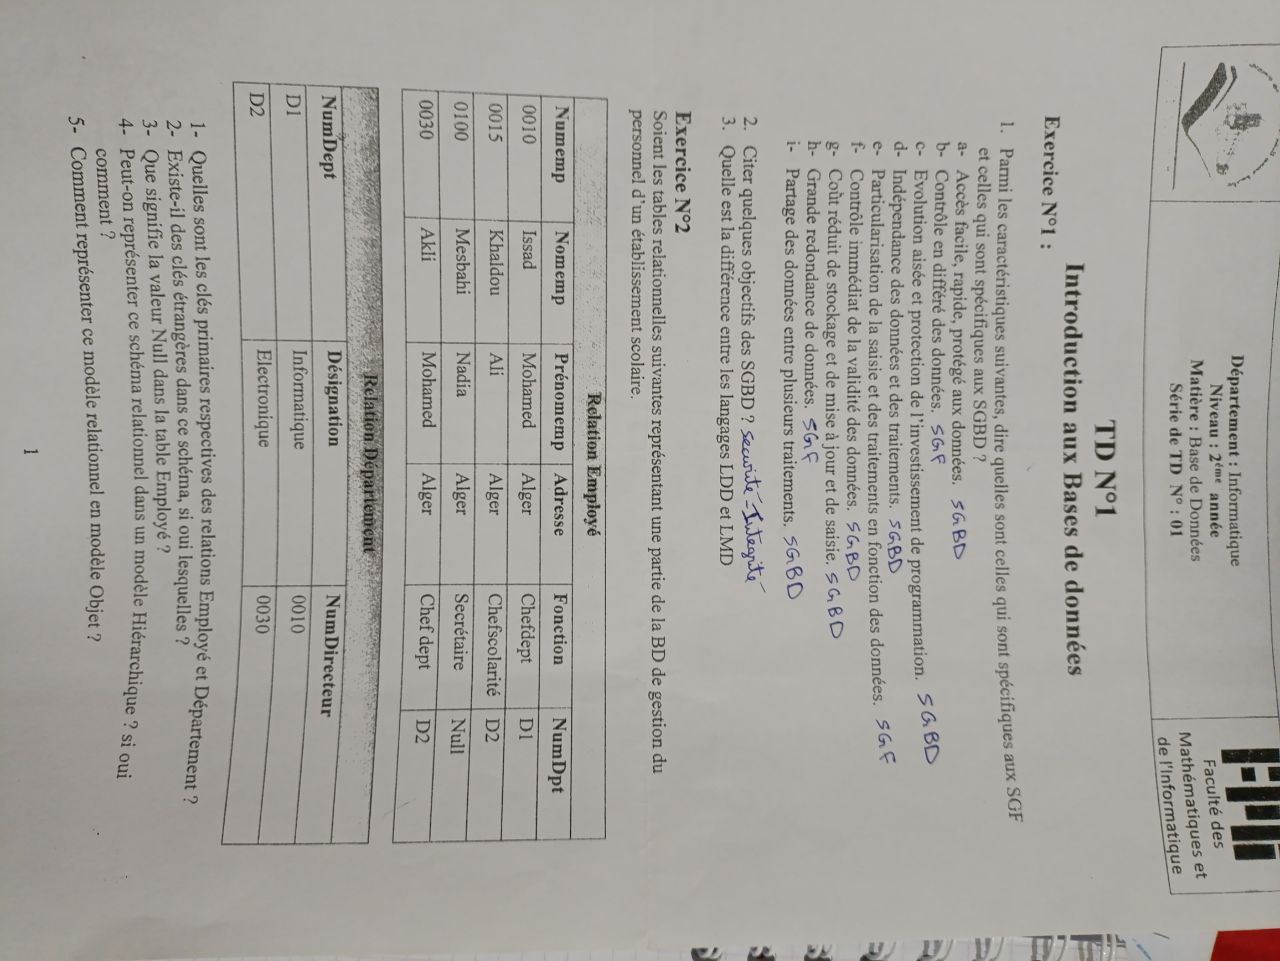 Département : Informatique
Niveau : 2ème année
Matière : Base de Données
Série de TD N° : 01
Faculté des
Mathématiques et
de l'Informatique
TD N°1
Introduction aux Bases de données
Exercice N°1 :
1. Parmi les caractéristiques suivantes, dire quelles sont celles qui sont spécifiques aux SGF
et celles qui sont spécifiques aux SGBD ?
a- Accès facile, rapide, protégé aux données. SGBD
b- Contrôle en différé des données. SGF
c- Evolution aisée et protection de l'investissement de programmation. SGBD
d- Indépendance des données et des traitements. SGBD
e- Particularisation de la saisie et des traitements en fonction des données. SGF
f- Contrôle immédiat de la validité des données. SGBD
g- Coût réduit de stockage et de mise à jour et de saisie. SGBD
h- Grande redondance de données. SGF
i- Partage des données entre plusieurs traitements. SGBD
2. Citer quelques objectifs des SGBD ? securité - Integrité
3. Quelle est la différence entre les langages LDD et LMD
Exercice N°2
Soient les tables relationnelles suivantes représentant une partie de la BD de gestion du
personnel d'un établissement scolaire.
Relation Employé
Numemp Nomemp Prénomemp Adresse Fonction NumDpt
0010 Issad Mohamed Alger Chefdept D1
0015 Khaldou Ali Alger Chefscolarité D2
0100 Mesbahi Nadia Alger Secrétaire Null
0030 Akli Mohamed Alger Chef dept D2
Relation Département
NumDept Désignation NumDirecteur
D1 Informatique 0010
D2 Electronique 0030
1- Quelles sont les clés primaires respectives des relations Employé et Département ?
2- Existe-il des clés étrangères dans ce schéma, si oui lesquelles ?
3- Que signifie la valeur Null dans la table Employé ?
4- Peut-on représenter ce schéma relationnel dans un modèle Hiérarchique ? si oui
comment ?
5- Comment représenter ce modèle relationnel en modèle Objet ?
1